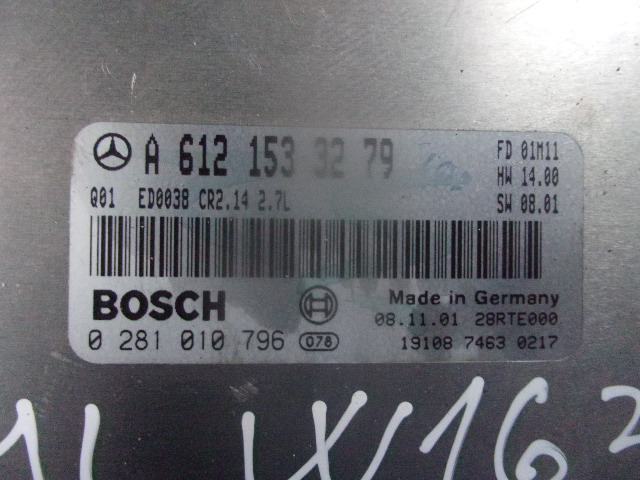 A 612 153 32 79
FD 01M11
HW 14.00
SW 08.01
Q01 ED0038 CR2.14 2.7L
BOSCH
Made in Germany
0 281 010 796 078
08.11.01 28RTE000
19108 7463 0217
W162